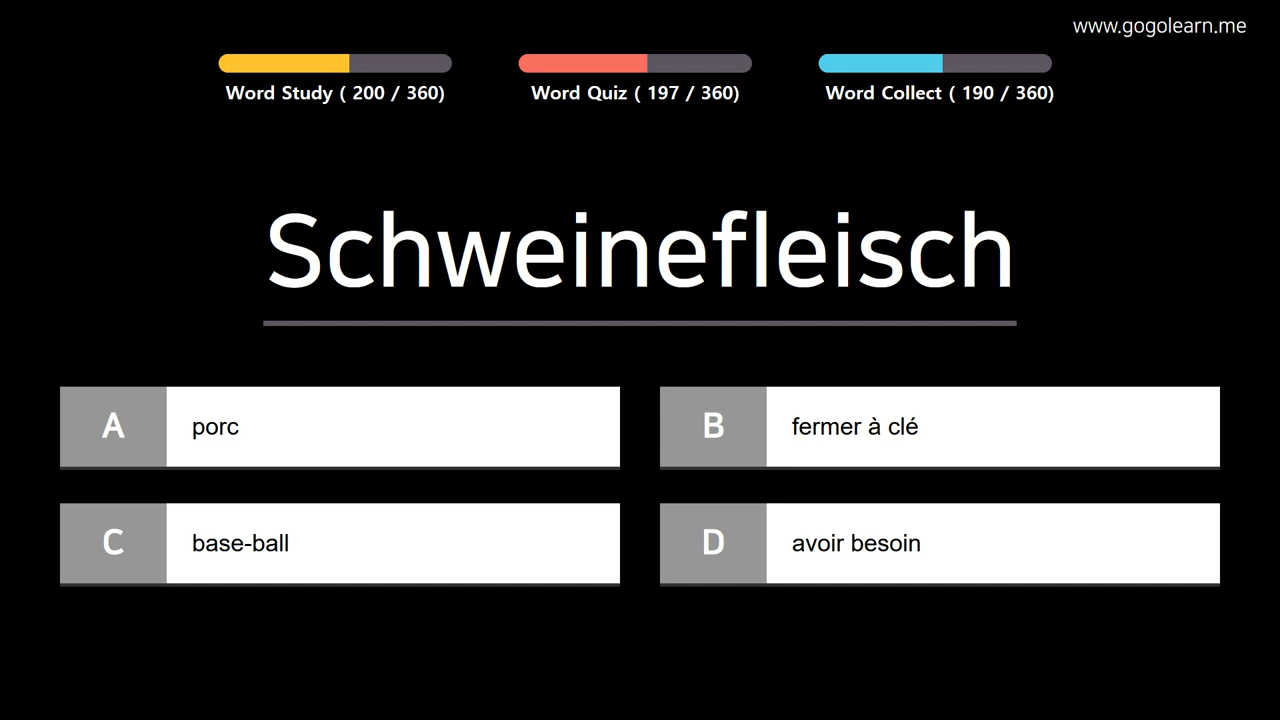 www.gogolearn.me
Word Study ( 200 / 360)
Word Quiz ( 197 / 360)
Word Collect ( 190 / 360)
Schweinefleisch
A porc
B fermer à clé
C base-ball
D avoir besoin